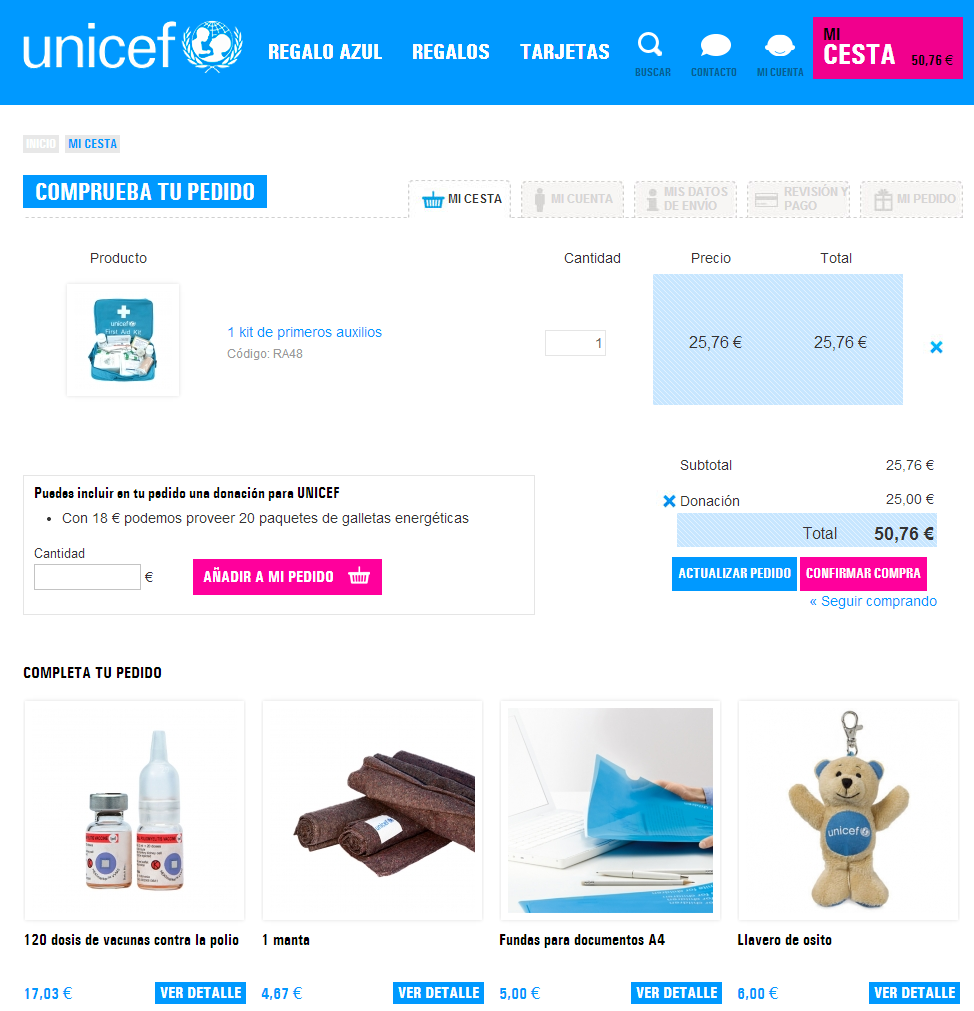 unicef
REGALO AZUL
REGALOS
TARJETAS
BUSCAR
CONTACTO
MI CUENTA
MI
CESTA
50,76 €
INICIO
MI CESTA
COMPRUEBA TU PEDIDO
MI CESTA
MI CUENTA
MIS DATOS
DE ENVÍO
REVISIÓN Y
PAGO
MI PEDIDO
Producto
Cantidad
Precio
Total
unicef
First Aid Kit
1 kit de primeros auxilios
Código: RA48
1
25,76 €
25,76 €
Subtotal
25,76 €
Donación
25,00 €
Total
50,76 €
ACTUALIZAR PEDIDO
CONFIRMAR COMPRA
« Seguir comprando
Puedes incluir en tu pedido una donación para UNICEF
• Con 18 € podemos proveer 20 paquetes de galletas energéticas
Cantidad
€
AÑADIR A MI PEDIDO
COMPLETA TU PEDIDO
unicef
unicef
120 dosis de vacunas contra la polio
1 manta
Fundas para documentos A4
Llavero de osito
17,03 €
VER DETALLE
4,67 €
VER DETALLE
5,00 €
VER DETALLE
6,00 €
VER DETALLE